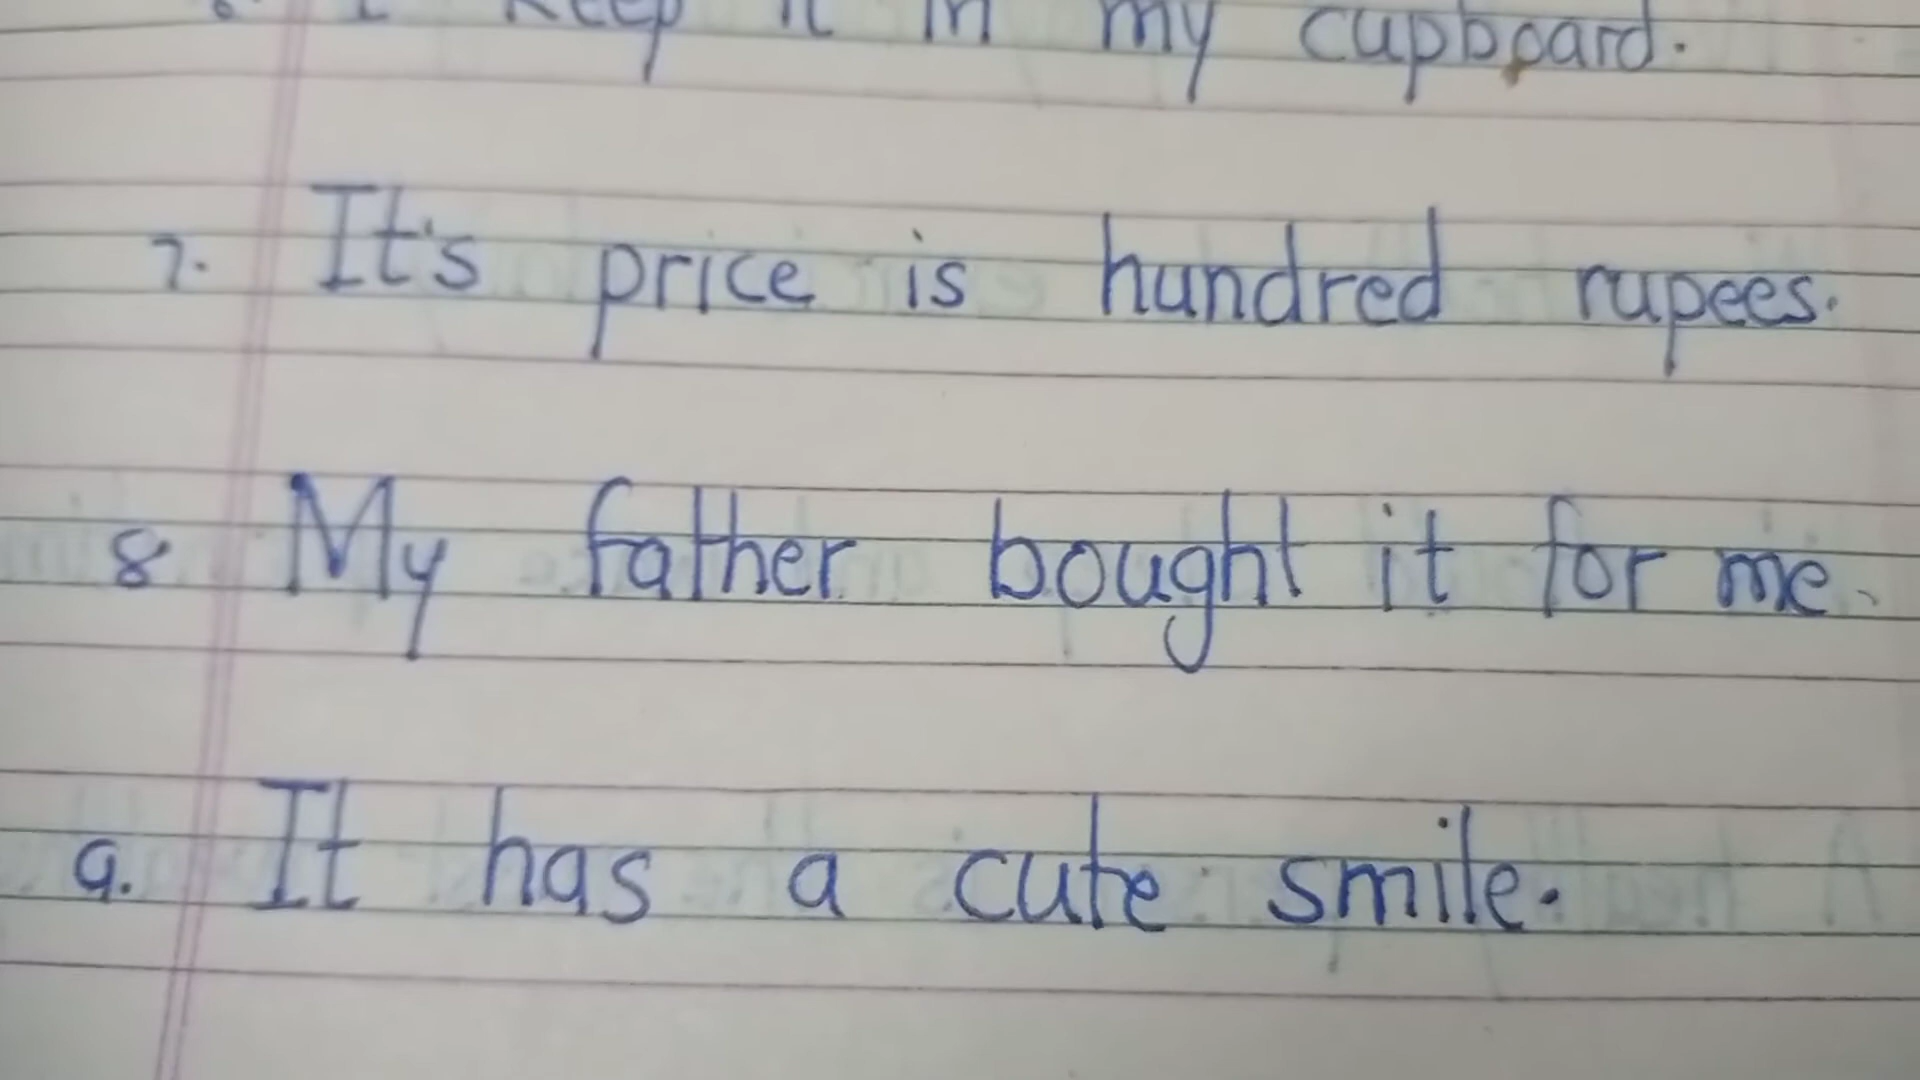 6. I keep it in my cupboard.
7. It's price is hundred rupees.
8 My father bought it for me.
9. It has a cute smile.